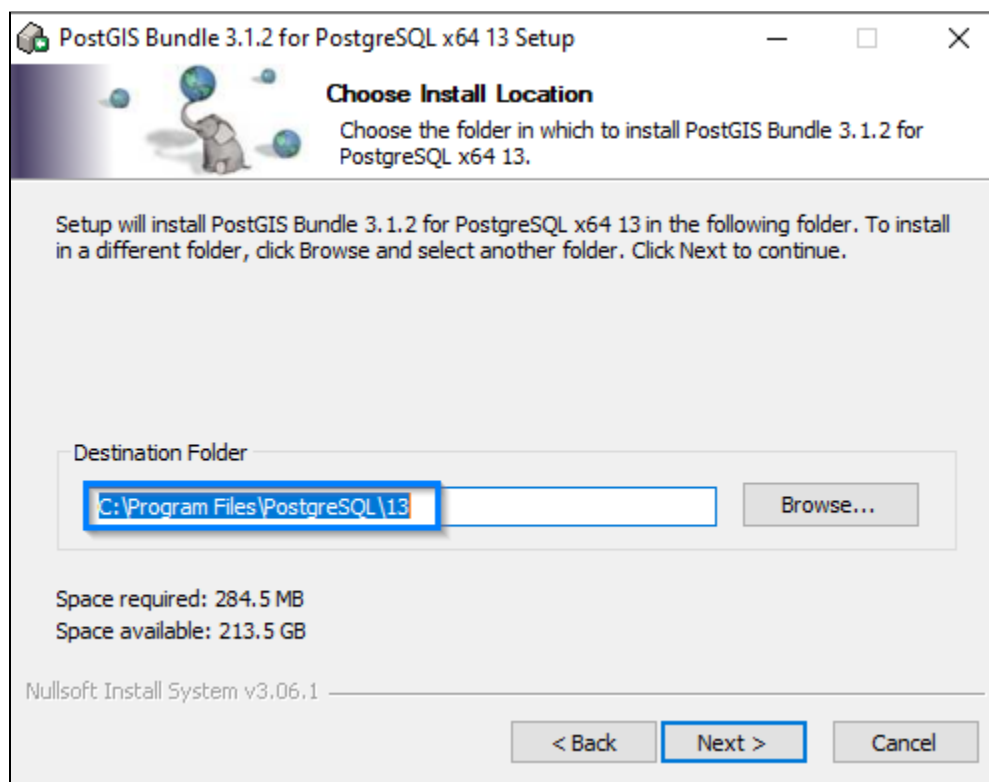 PostGIS Bundle 3.1.2 for PostgreSQL x64 13 Setup
Choose Install Location
Choose the folder in which to install PostGIS Bundle 3.1.2 for
PostgreSQL x64 13.
Setup will install PostGIS Bundle 3.1.2 for PostgreSQL x64 13 in the following folder. To install
in a different folder, click Browse and select another folder. Click Next to continue.
Destination Folder
C:\Program Files\PostgreSQL\13
Browse...
Space required: 284.5 MB
Space available: 213.5 GB
Nullsoft Install System v3.06.1
< Back Next > Cancel